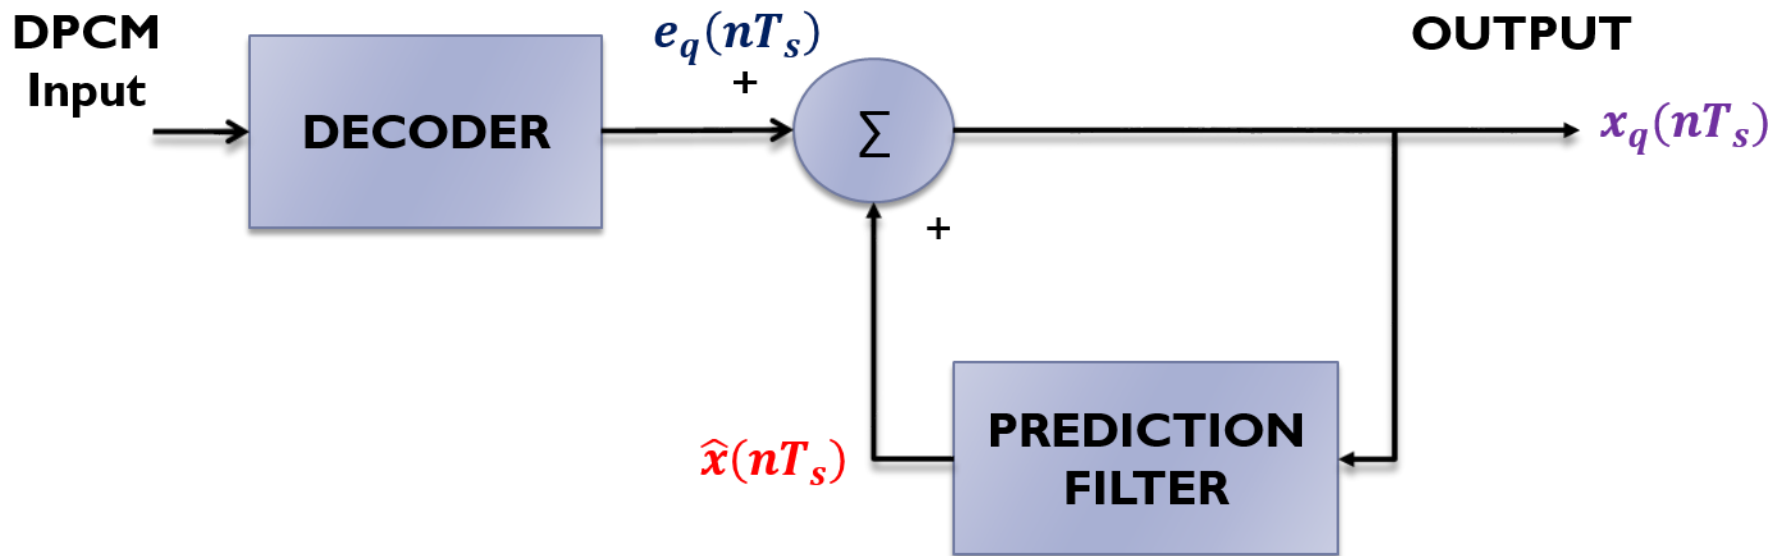 DPCM
Input
DECODER
e_q(nT_s)
+
Σ
+
OUTPUT
x_q(nT_s)
x̂(nT_s)
PREDICTION
FILTER